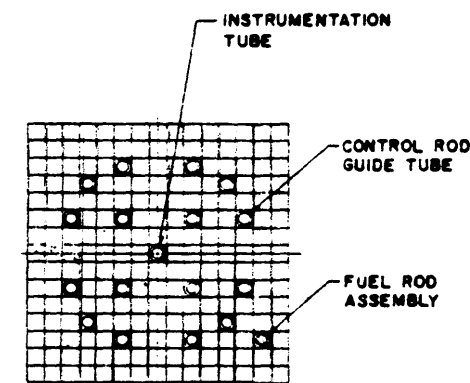 INSTRUMENTATION
TUBE
CONTROL ROD
GUIDE TUBE
FUEL ROD
ASSEMBLY